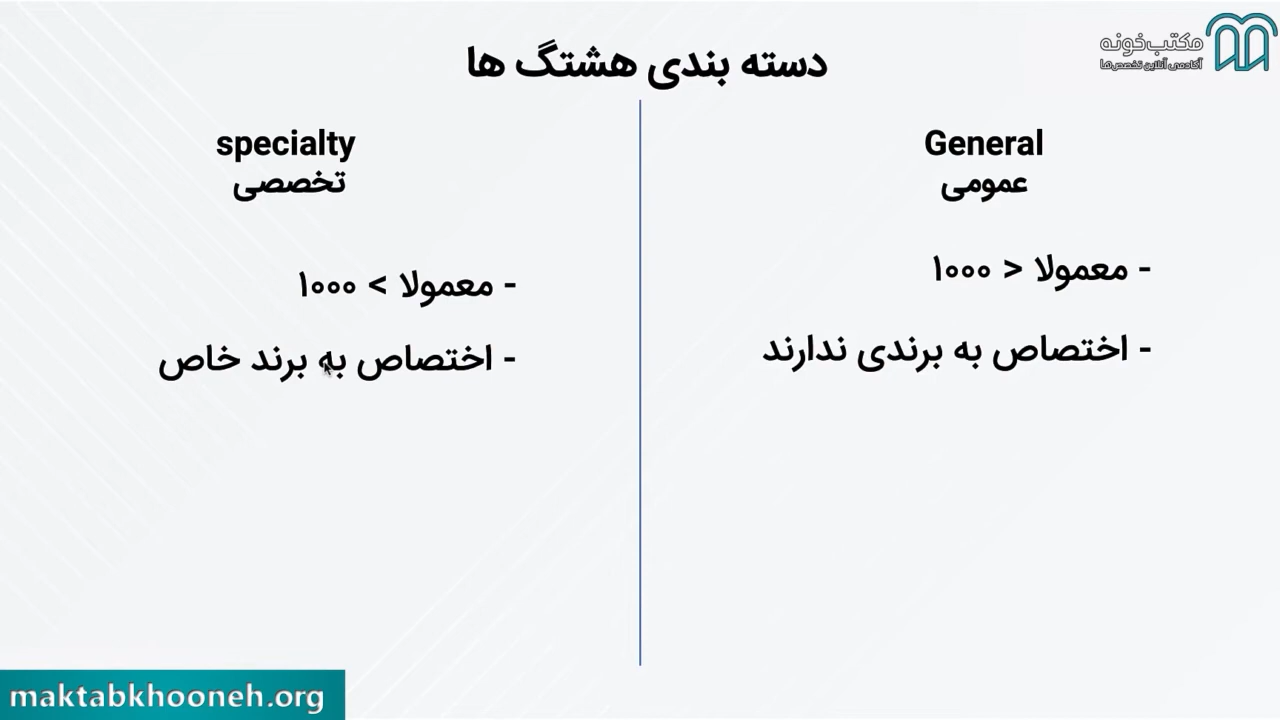 مکتب‌خونه
آکادمی آنلاین تخصص‌ها
دسته بندی هشتگ ها
General
عمومی
- معمولا < ۱۰۰۰
- اختصاص به برندی ندارند
specialty
تخصصی
- معمولا > ۱۰۰۰
- اختصاص به برند خاص
maktabkhooneh.org